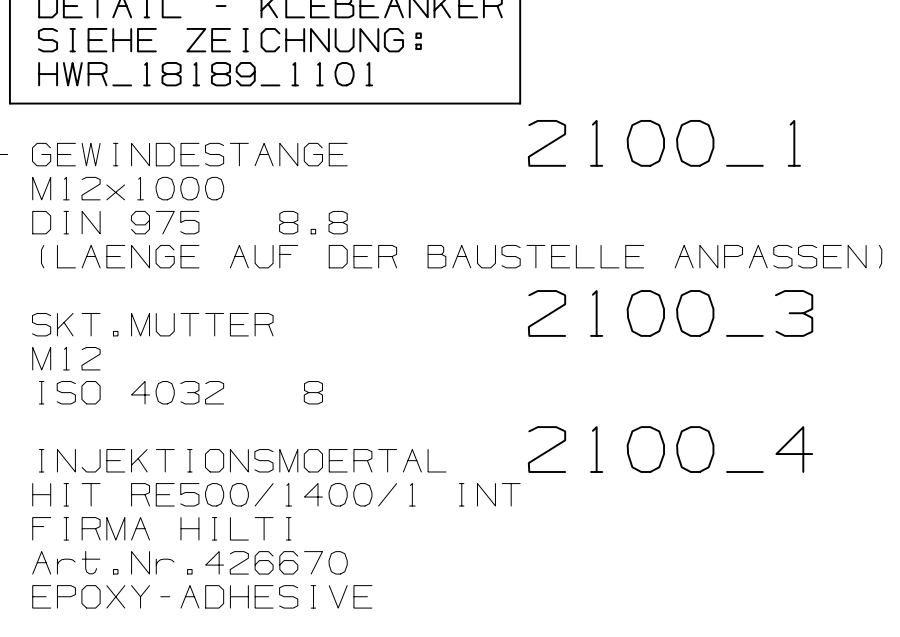 DETAIL - KLEBEANKER
SIEHE ZEICHNUNG:
HWR_18189_1101
GEWINDESTANGE 2100_1
M12x1000
DIN 975 8.8
(LAENGE AUF DER BAUSTELLE ANPASSEN)
SKT.MUTTER 2100_3
M12
ISO 4032 8
INJEKTIONSMOERTAL 2100_4
HIT RE500/1400/1 INT
FIRMA HILTI
Art.Nr.426670
EPOXY-ADHESIVE